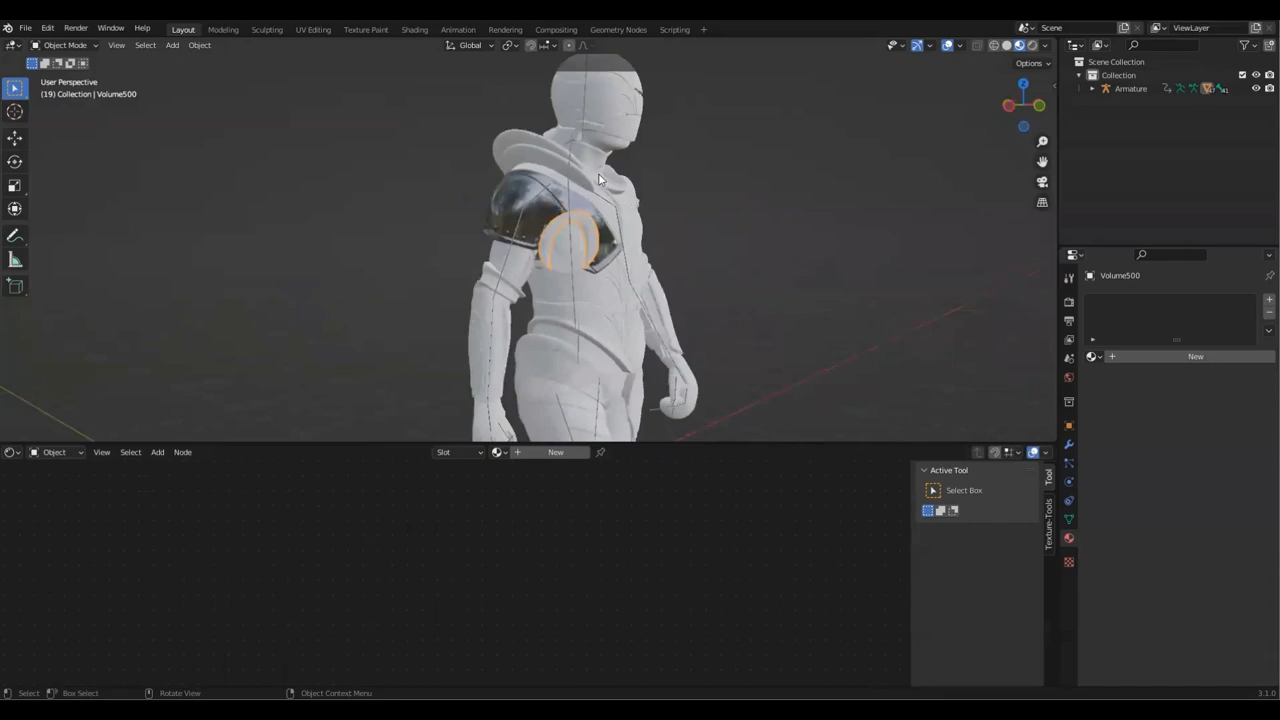 File Edit Render Window Help Layout Modeling Sculpting UV Editing Texture Paint Shading Animation Rendering Compositing Geometry Nodes Scripting + Scene ViewLayer
Object Mode View Select Add Object Global
Options
User Perspective
(19) Collection | Volume500
Scene Collection
Collection
Armature
Z
Volume500
New
Object View Select Add Node Slot New
Active Tool
Select Box
Tool
Texture-Tools
Select Box Select Rotate View Object Context Menu 3.1.0